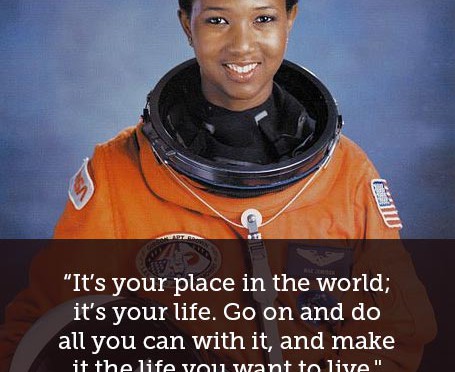 “It’s your place in the world;
it’s your life. Go on and do
all you can with it, and make
it the life you want to live."